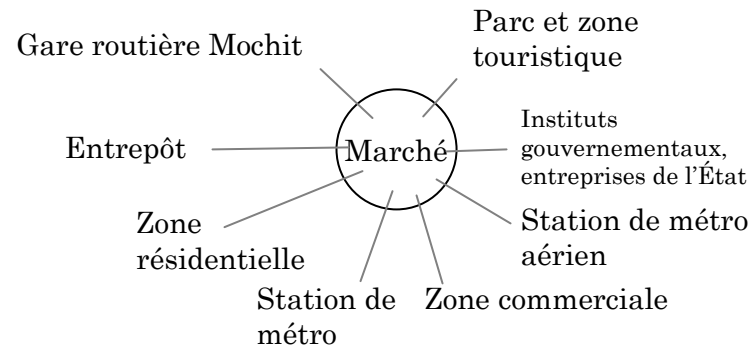 Parc et zone
touristique
Gare routière Mochit
Instituts
gouvernementaux,
entreprises de l'État
Entrepôt
Marché
Station de métro
aérien
Zone
résidentielle
Station de
métro
Zone commerciale